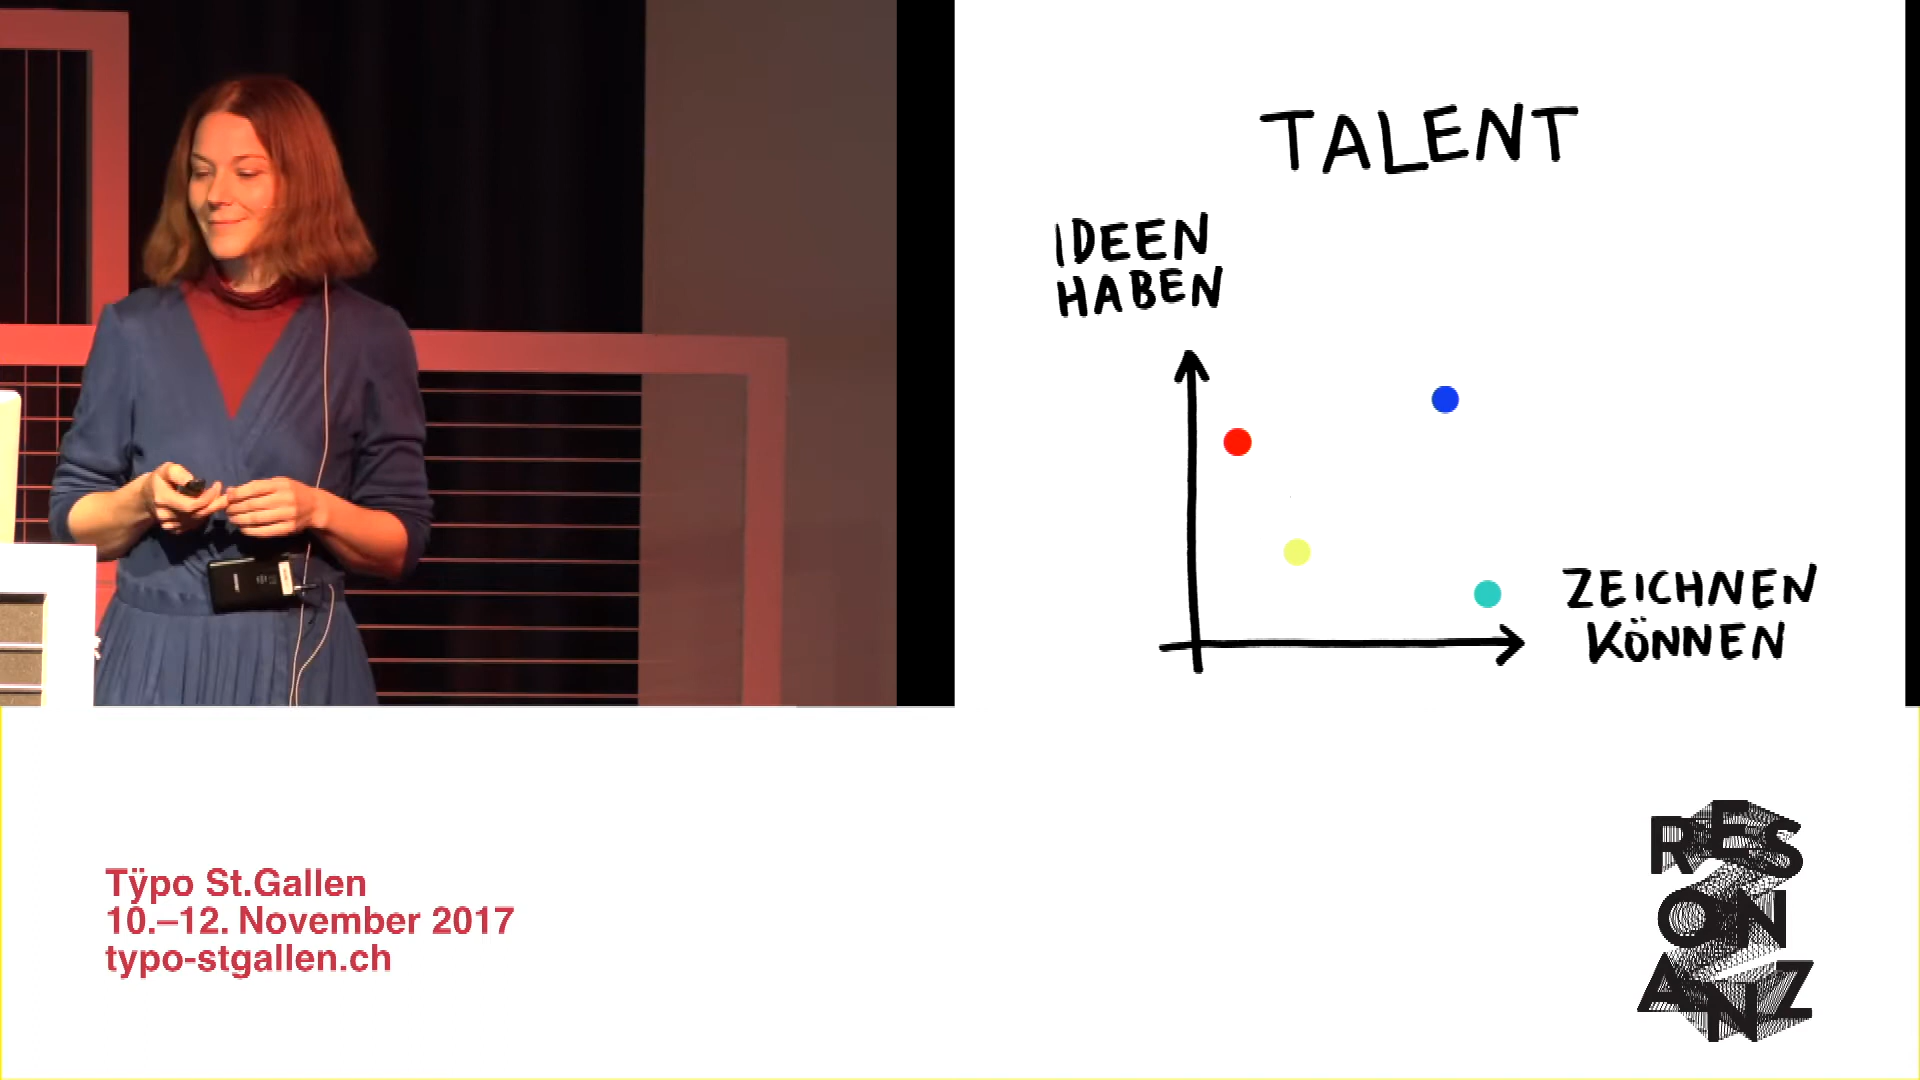 TALENT
IDEEN
HABEN
ZEICHNEN
KÖNNEN
Tÿpo St.Gallen
10.–12. November 2017
typo-stgallen.ch
RES
ON
ANZ